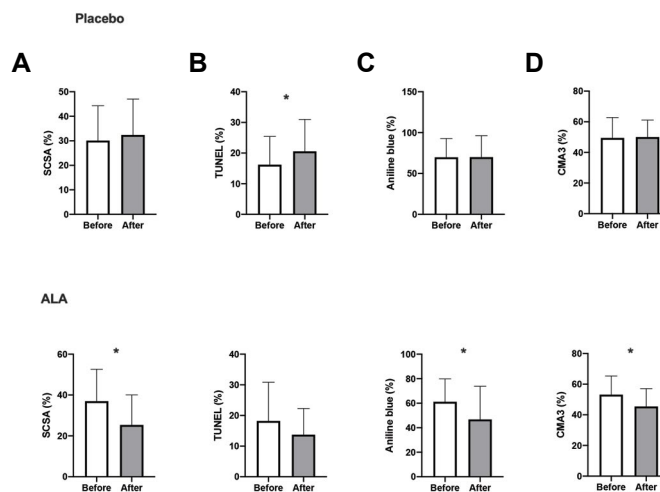 Placebo
A B C D
SCSA (%)
50
40
30
20
10
0
Before After
TUNEL (%)
40
30
20
10
0
*
Before After
Aniline blue (%)
150
100
50
0
Before After
CMA3 (%)
80
60
40
20
0
Before After
ALA
SCSA (%)
60
40
20
0
*
Before After
TUNEL (%)
40
30
20
10
0
Before After
Aniline blue (%)
100
80
60
40
20
0
*
Before After
CMA3 (%)
80
60
40
20
0
*
Before After